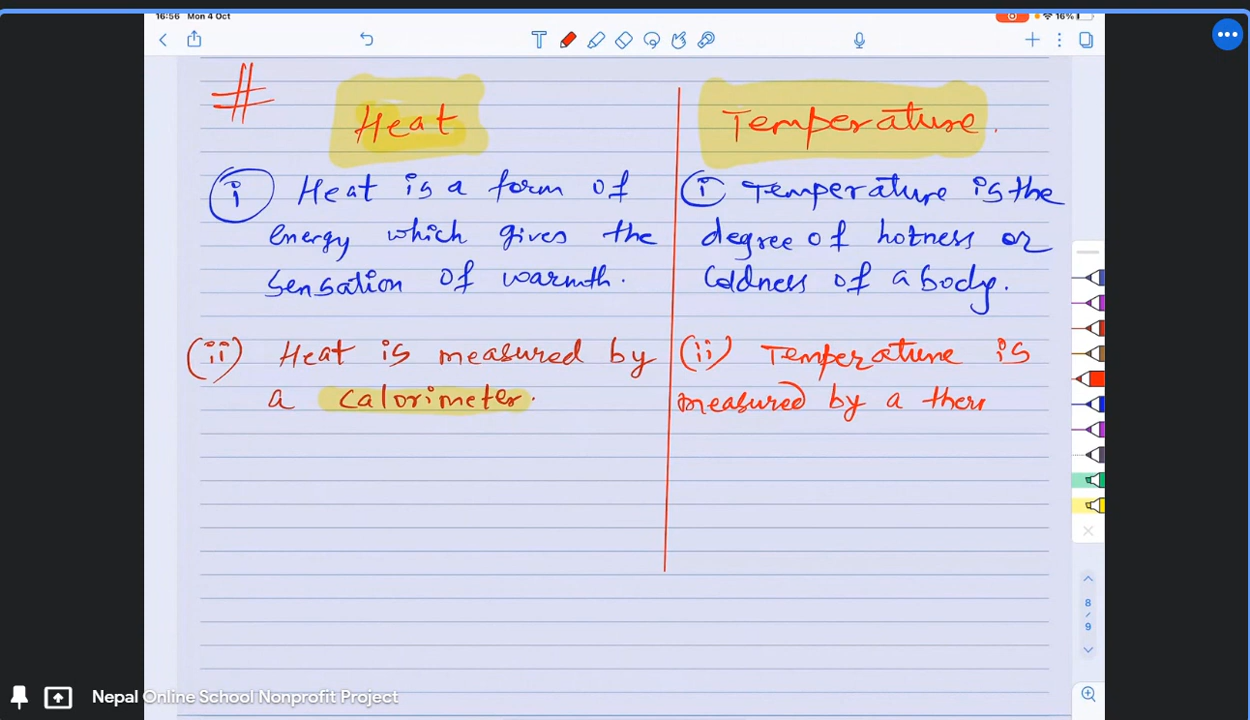 16:56 Mon 4 Oct
16%
T
#
Heat
Temperature.
(i) Heat is a form of
energy which gives the
sensation of warmth.
(i) Temperature is the
degree of hotness or
coldness of a body.
(ii) Heat is measured by
a calorimeter.
(ii) Temperature is
measured by a ther
8
/
9
Nepal Online School Nonprofit Project